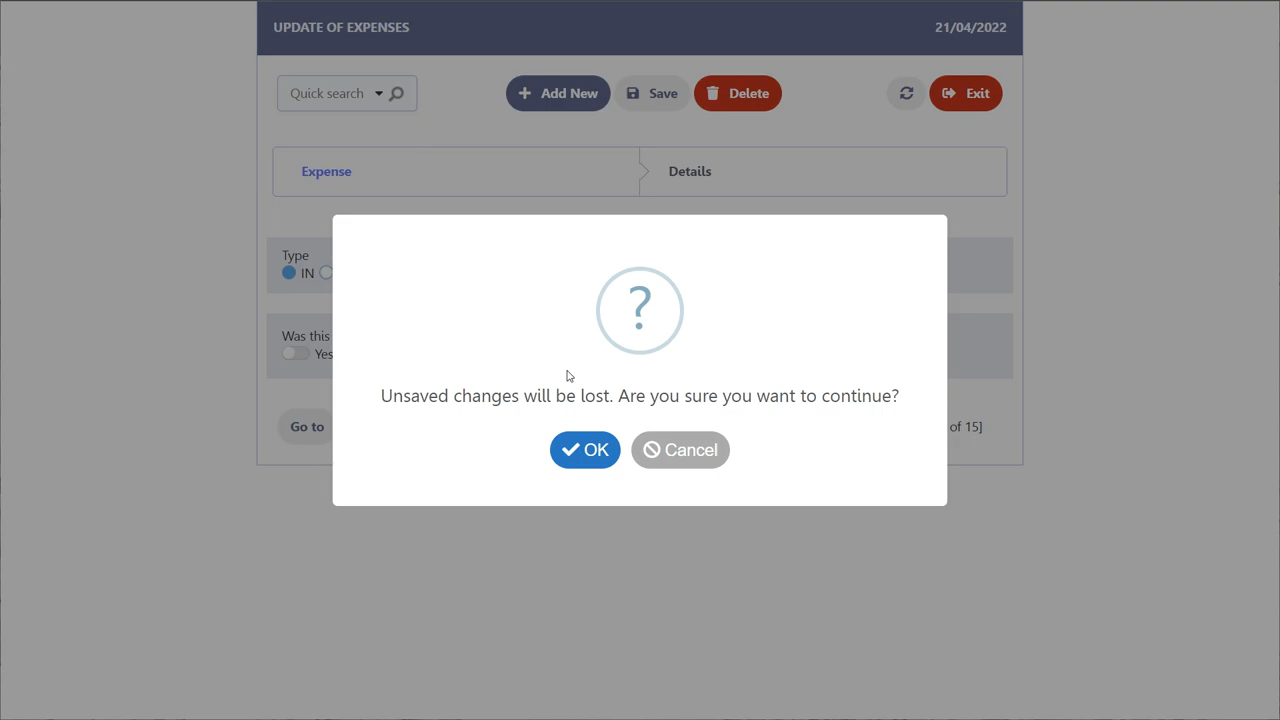 UPDATE OF EXPENSES 21/04/2022
Quick search Add New Save Delete Exit
Expense Details
Type
IN
Was this
Yes
?
Unsaved changes will be lost. Are you sure you want to continue?
Go to of 15]
OK Cancel